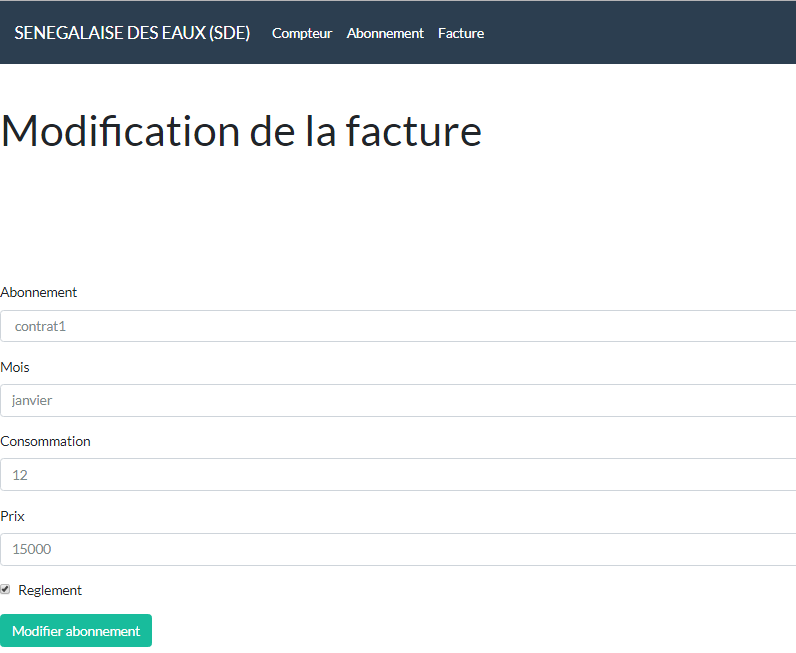 SENEGALAISE DES EAUX (SDE) Compteur Abonnement Facture
Modification de la facture
Abonnement
contrat1
Mois
janvier
Consommation
12
Prix
15000
Reglement
Modifier abonnement